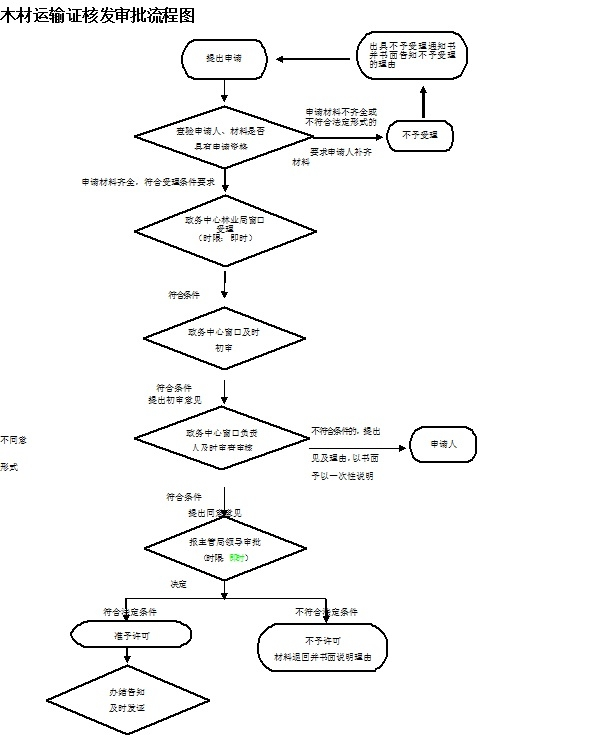 木材运输证核发审批流程图
提出申请
出具不予受理通知书
并书面告知不予受理
的理由
查验申请人、材料是否
具有申请资格
申请材料不齐全或
不符合法定形式的
要求申请人补齐
材料
不予受理
申请材料齐全，符合受理条件要求
政务中心林业局窗口
受理
（时限：即时）
符合条件
政务中心窗口及时
初审
符合条件
提出初审意见
政务中心窗口负责
人及时审查审核
不符合条件的，提出
不同意
见及理由，以书面
形式
予以一次性说明
申请人
符合条件
提出同意意见
报主管局领导审批
（时限：即时）
决定
符合法定条件
不符合法定条件
准予许可
不予许可
材料退回并书面说明理由
办结告知
及时发证